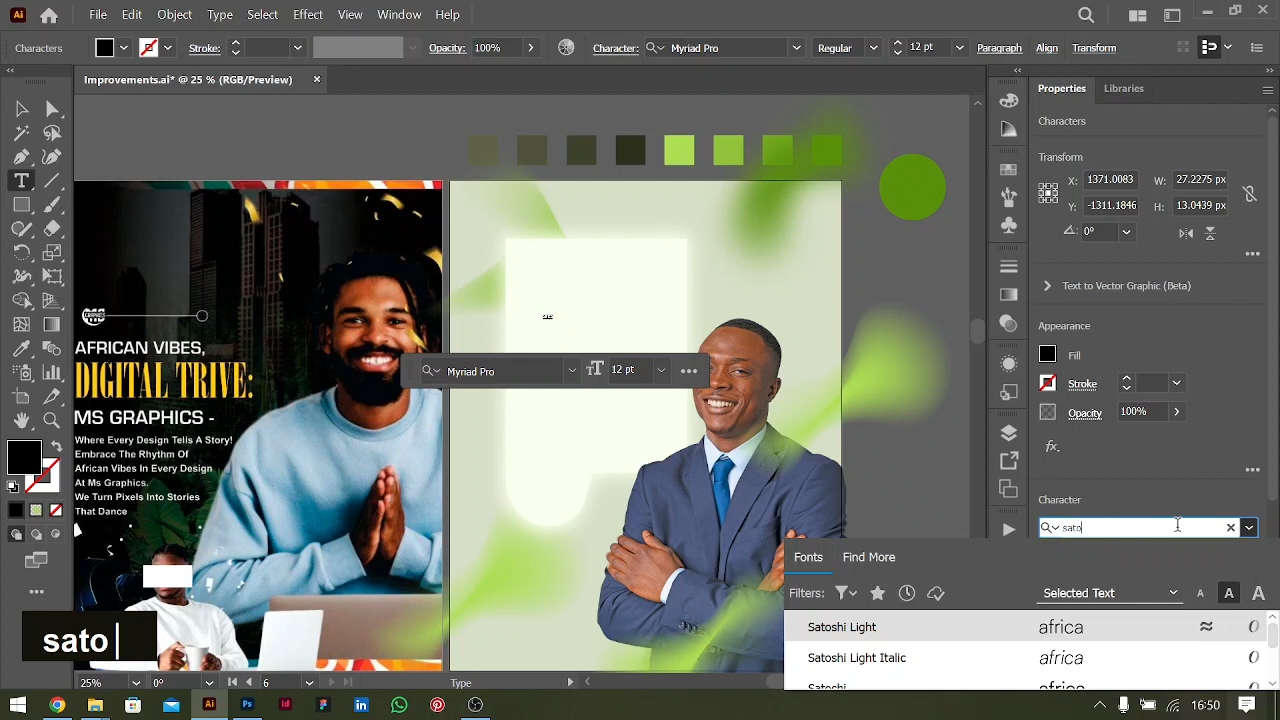 Ai File Edit Object Type Select Effect View Window Help
Characters Stroke: Opacity: 100% Character: Myriad Pro Regular 12 pt Paragraph Align Transform
Improvements.ai* @ 25 % (RGB/Preview) ×
AFRICAN VIBES,
DIGITAL TRIVE:
MS GRAPHICS -
Where Every Design Tells A Story!
Embrace The Rhythm Of
African Vibes In Every Design
At Ms Graphics,
We Turn Pixels Into Stories
That Dance
Myriad Pro 12 pt
sato
25% 0° 6 Type
Properties Libraries
Characters
Transform
X: 1371.0083 W: 27.2275 px
Y: -1311.1846 H: 13.0439 px
0°
Text to Vector Graphic (Beta)
Appearance
Fill
Stroke
Opacity 100%
fx.
Character
sato
Fonts Find More
Filters: Selected Text A A A
Satoshi Light africa
Satoshi Light Italic africa
Ai Ps Id 16:50